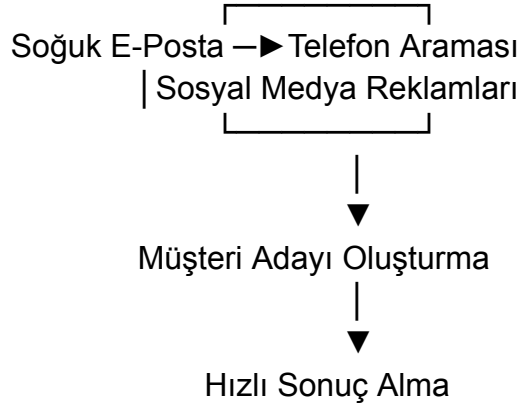 Soğuk E-Posta ─► Telefon Araması
│ Sosyal Medya Reklamları
│
▼
Müşteri Adayı Oluşturma
│
▼
Hızlı Sonuç Alma